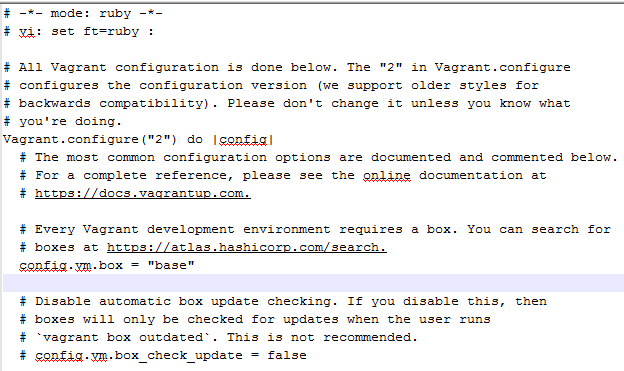 # -*- mode: ruby -*-
# vi: set ft=ruby :
# All Vagrant configuration is done below. The "2" in Vagrant.configure
# configures the configuration version (we support older styles for
# backwards compatibility). Please don't change it unless you know what
# you're doing.
Vagrant.configure("2") do |config|
# The most common configuration options are documented and commented below.
# For a complete reference, please see the online documentation at
# https://docs.vagrantup.com.
# Every Vagrant development environment requires a box. You can search for
# boxes at https://atlas.hashicorp.com/search.
config.vm.box = "base"
# Disable automatic box update checking. If you disable this, then
# boxes will only be checked for updates when the user runs
# `vagrant box outdated`. This is not recommended.
# config.vm.box_check_update = false